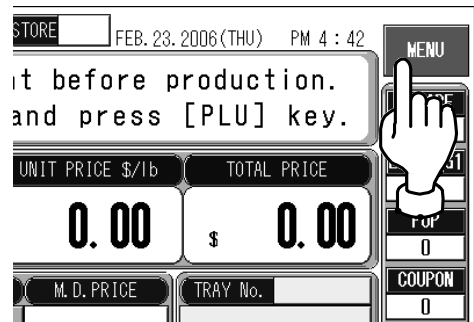 STORE FEB. 23. 2006(THU) PM 4 : 42
MENU
before production.
and press [PLU] key.
UNIT PRICE $/lb TOTAL PRICE
0.00 $ 0.00
POP
0
M. D. PRICE TRAY No. COUPON
0